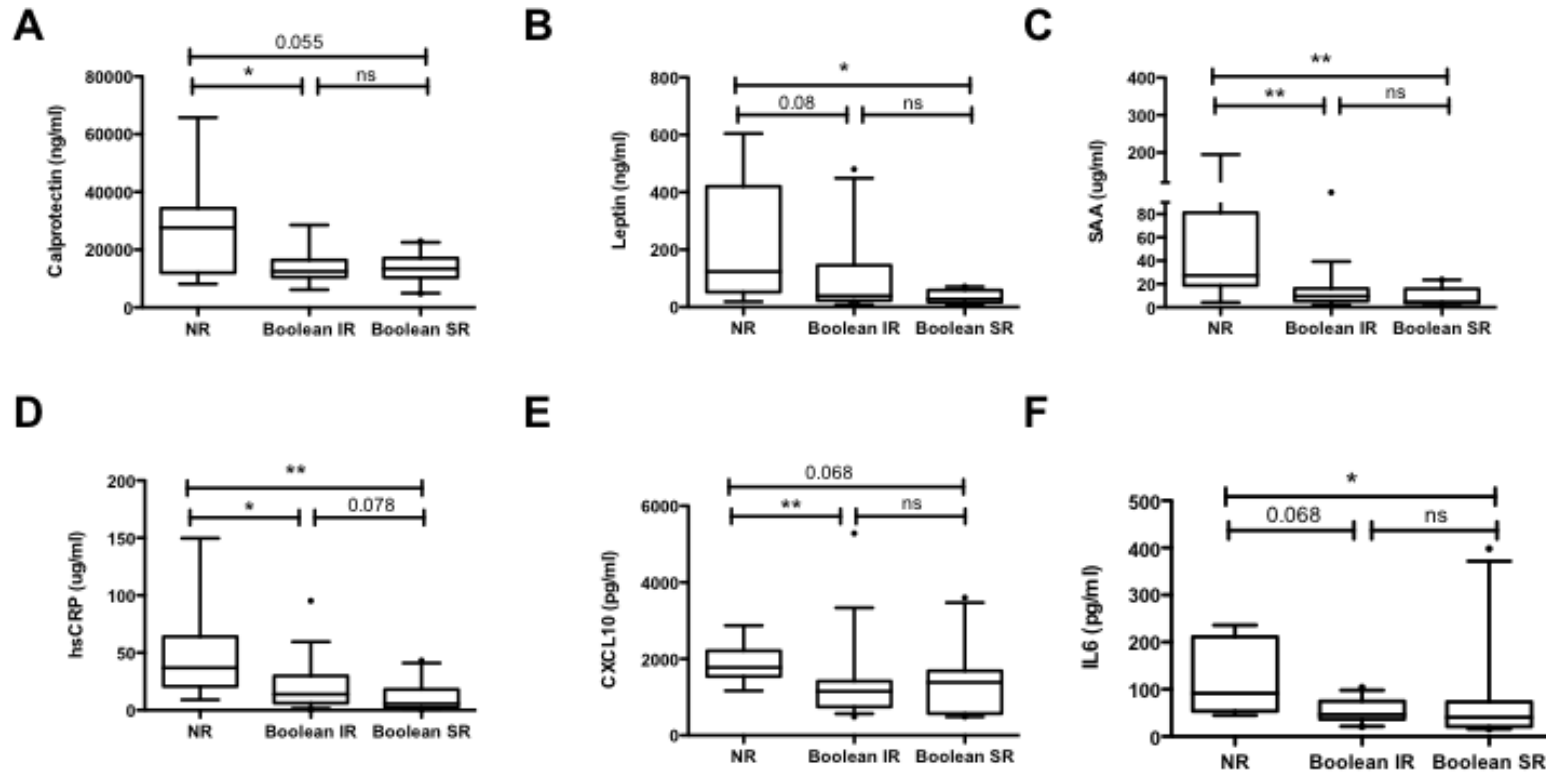 A
0.055
*
ns
80000
60000
40000
20000
0
Calprotectin (ng/ml)
NR
Boolean IR
Boolean SR
B
*
0.08
ns
800
600
400
200
0
Leptin (ng/ml)
NR
Boolean IR
Boolean SR
C
**
**
ns
400
300
200
80
60
40
20
0
SAA (ug/ml)
NR
Boolean IR
Boolean SR
D
**
*
0.078
200
150
100
50
0
hsCRP (ug/ml)
NR
Boolean IR
Boolean SR
E
0.068
**
ns
6000
4000
2000
0
CXCL10 (pg/ml)
NR
Boolean IR
Boolean SR
F
*
0.068
ns
500
400
300
200
100
0
IL6 (pg/ml)
NR
Boolean IR
Boolean SR